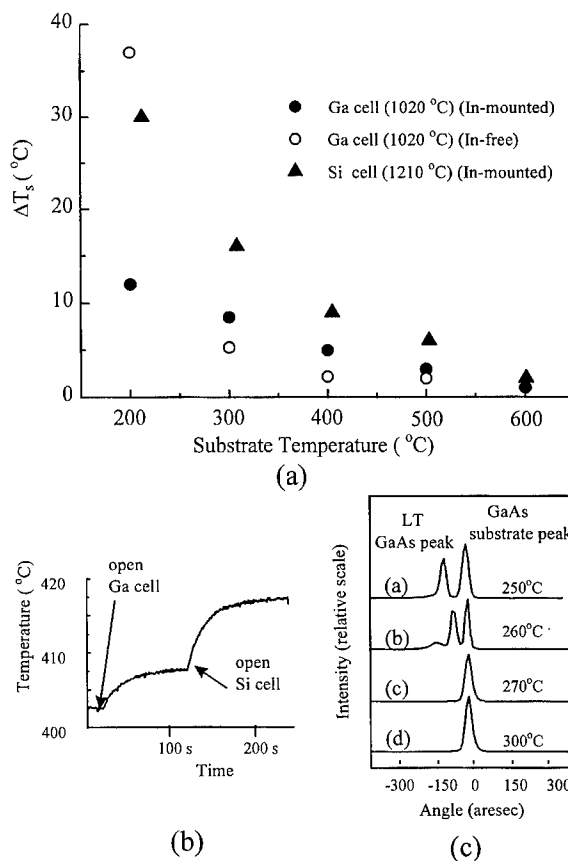 40
30
20
10
0
ΔTs ( °C)
● Ga cell (1020 °C) (In-mounted)
○ Ga cell (1020 °C) (In-free)
▲ Si cell (1210 °C) (In-mounted)
200 300 400 500 600
Substrate Temperature ( °C)
(a)
Temperature ( °C)
420
410
400
open
Ga cell
open
Si cell
100 s 200 s
Time
(b)
Intensity (relative scale)
LT
GaAs peak
GaAs
substrate peak
(a) 250°C
(b) 260°C
(c) 270°C
(d) 300°C
-300 -150 0 300
Angle (aresec)
(c)